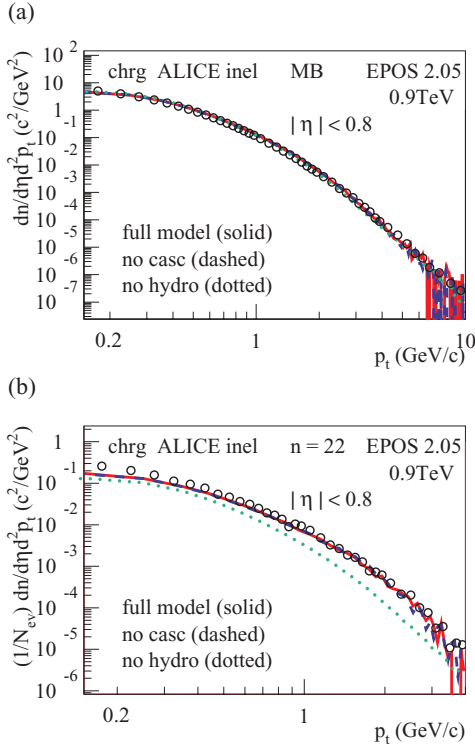 (a)
dn/dηd²pₜ (c²/GeV²)
10²
10
1
10⁻¹
10⁻²
10⁻³
10⁻⁴
10⁻⁵
10⁻⁶
10⁻⁷
chrg ALICE inel MB EPOS 2.05
0.9TeV
| η | < 0.8
full model (solid)
no casc (dashed)
no hydro (dotted)
0.2 1 10
pₜ (GeV/c)
(b)
(1/Nₑᵥ) dn/dηd²pₜ (c²/GeV²)
1
10⁻¹
10⁻²
10⁻³
10⁻⁴
10⁻⁵
10⁻⁶
chrg ALICE inel n = 22 EPOS 2.05
0.9TeV
| η | < 0.8
full model (solid)
no casc (dashed)
no hydro (dotted)
0.2 1
pₜ (GeV/c)